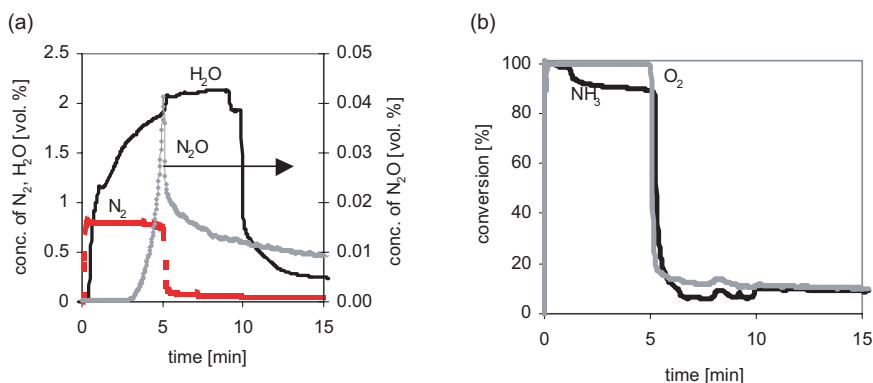 (a)
conc. of N₂, H₂O [vol. %]
2.5
2
1.5
1
0.5
0
0.05
0.04
0.03
0.02
0.01
0.00
conc. of N₂O [vol. %]
H₂O
N₂O
N₂
0 5 10 15
time [min]
(b)
conversion [%]
100
80
60
40
20
0
O₂
NH₃
0 5 10 15
time [min]